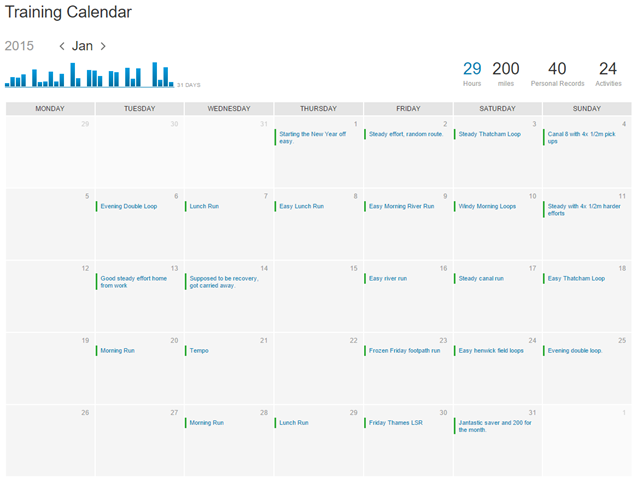 Training Calendar
2015 < Jan >
31 DAYS
29 200 40 24
Hours miles Personal Records Activities
MONDAY TUESDAY WEDNESDAY THURSDAY FRIDAY SATURDAY SUNDAY
29 30 31 1 2 3 4
Starting the New Year off
easy.
Steady effort, random route.
Steady Thatcham Loop
Canal 8 with 4x 1/2m pick
ups
5 6 7 8 9 10 11
Evening Double Loop
Lunch Run
Easy Lunch Run
Easy Morning River Run
Windy Morning Loops
Steady with 4x 1/2m harder
efforts
12 13 14 15 16 17 18
Good steady effort home
from work
Supposed to be recovery,
got carried away.
Easy river run
Steady canal run
Easy Thatcham Loop
19 20 21 22 23 24 25
Morning Run
Tempo
Frozen Friday footpath run
Easy henwick field loops
Evening double loop.
26 27 28 29 30 31 1
Morning Run
Lunch Run
Friday Thames LSR
Jantastic saver and 200 for
the month.